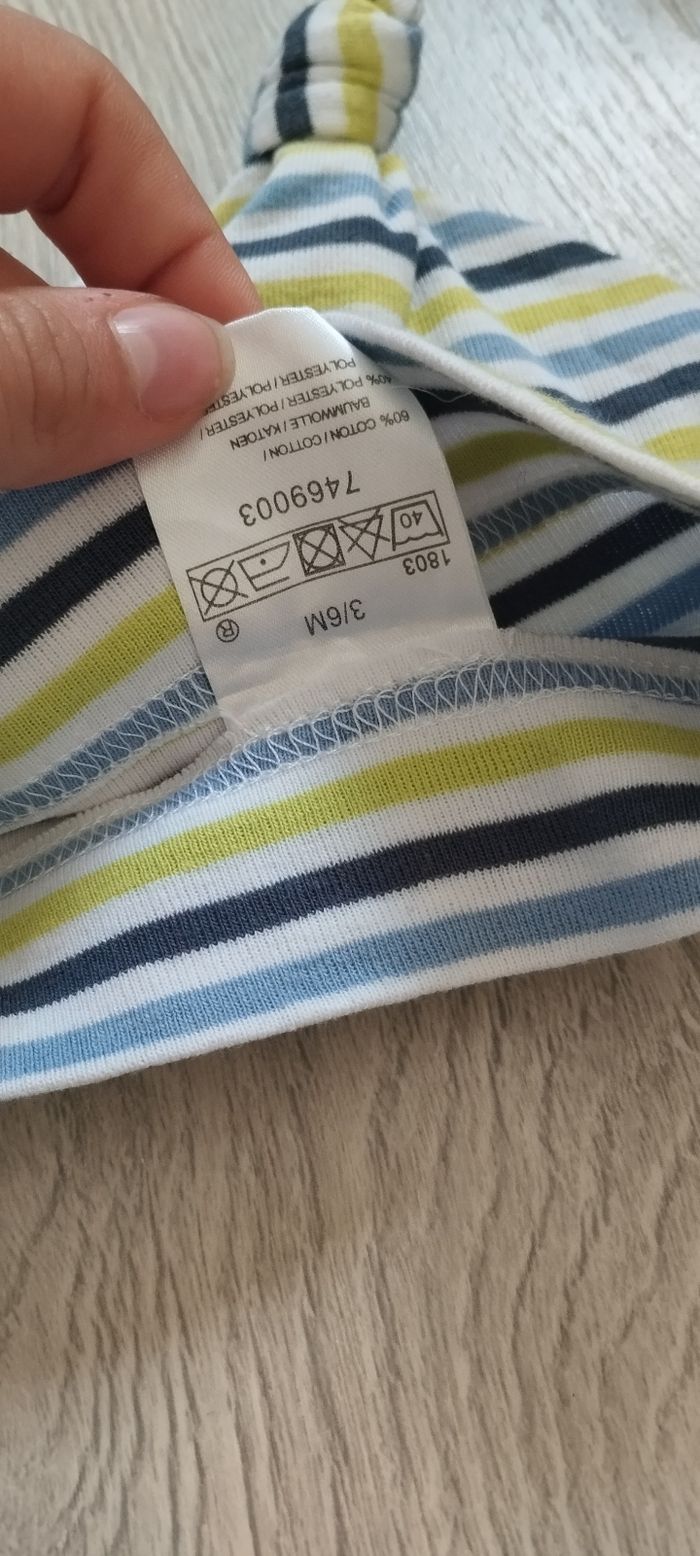 3/6M
®
1803
40
7469003
60% COTON / COTTON /
BAUMWOLLE / KATOEN
40% POLYESTER / POLYESTER /
POLYESTER / POLYESTER